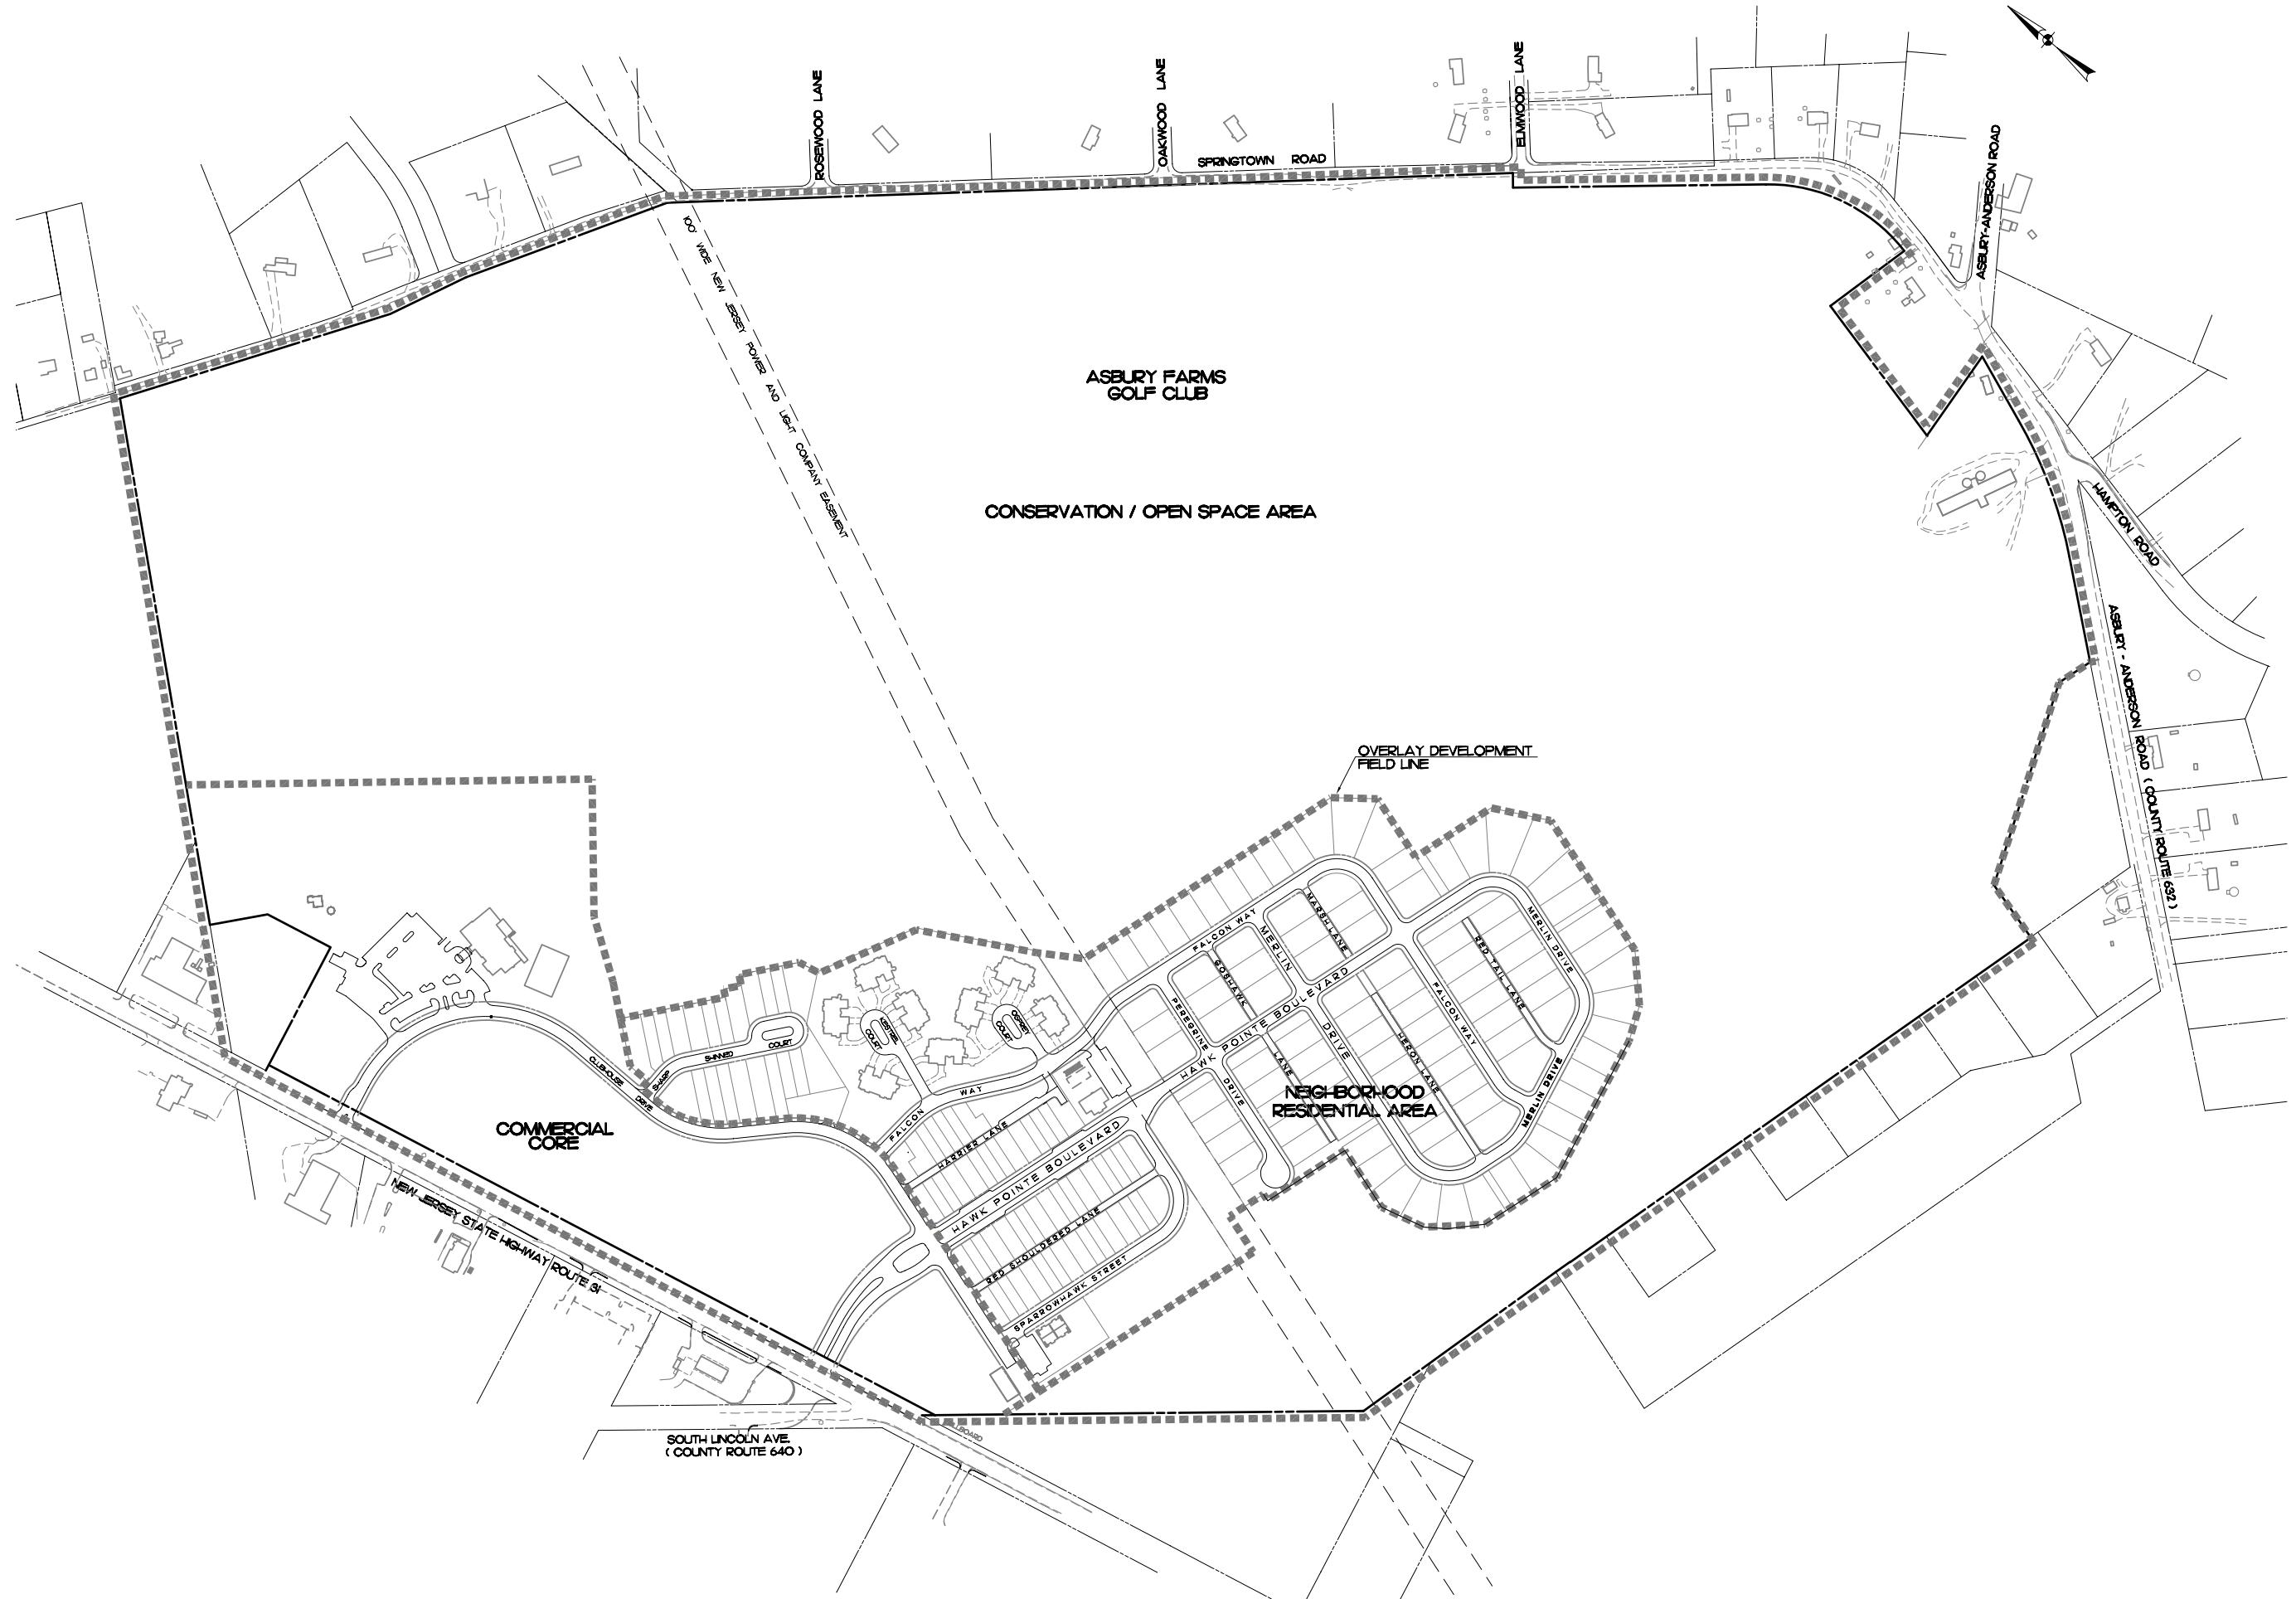 ROSEWOOD LANE
OAKWOOD LANE
ELMWOOD LANE
SPRINGTOWN ROAD
ASBURY-ANDERSON ROAD
100' WIDE NEW JERSEY POWER AND LIGHT COMPANY EASEMENT
ASBURY FARMS
GOLF CLUB
CONSERVATION / OPEN SPACE AREA
HAMPTON ROAD
ASBURY - ANDERSON ROAD ( COUNTY ROUTE 632 )
OVERLAY DEVELOPMENT
FIELD LINE
FALCON WAY
MARSH LANE
MERLIN DRIVE
GOSHAWK LANE
MERLIN DRIVE
RED TAIL LANE
PEREGRINE DRIVE
HAWK POINTE BOULEVARD
FALCON WAY
HERON LANE
KESTREL
COURT
OSPREY
COURT
SHARP SHINNED COURT
CLUBHOUSE DRIVE
FALCON WAY
MERLIN DRIVE
NEIGHBORHOOD
RESIDENTIAL AREA
COMMERCIAL
CORE
HARRIER LANE
HAWK POINTE BOULEVARD
RED SHOULDERED LANE
SPARROWHAWK STREET
NEW JERSEY STATE HIGHWAY ROUTE 31
SOUTH LINCOLN AVE.
( COUNTY ROUTE 640 )